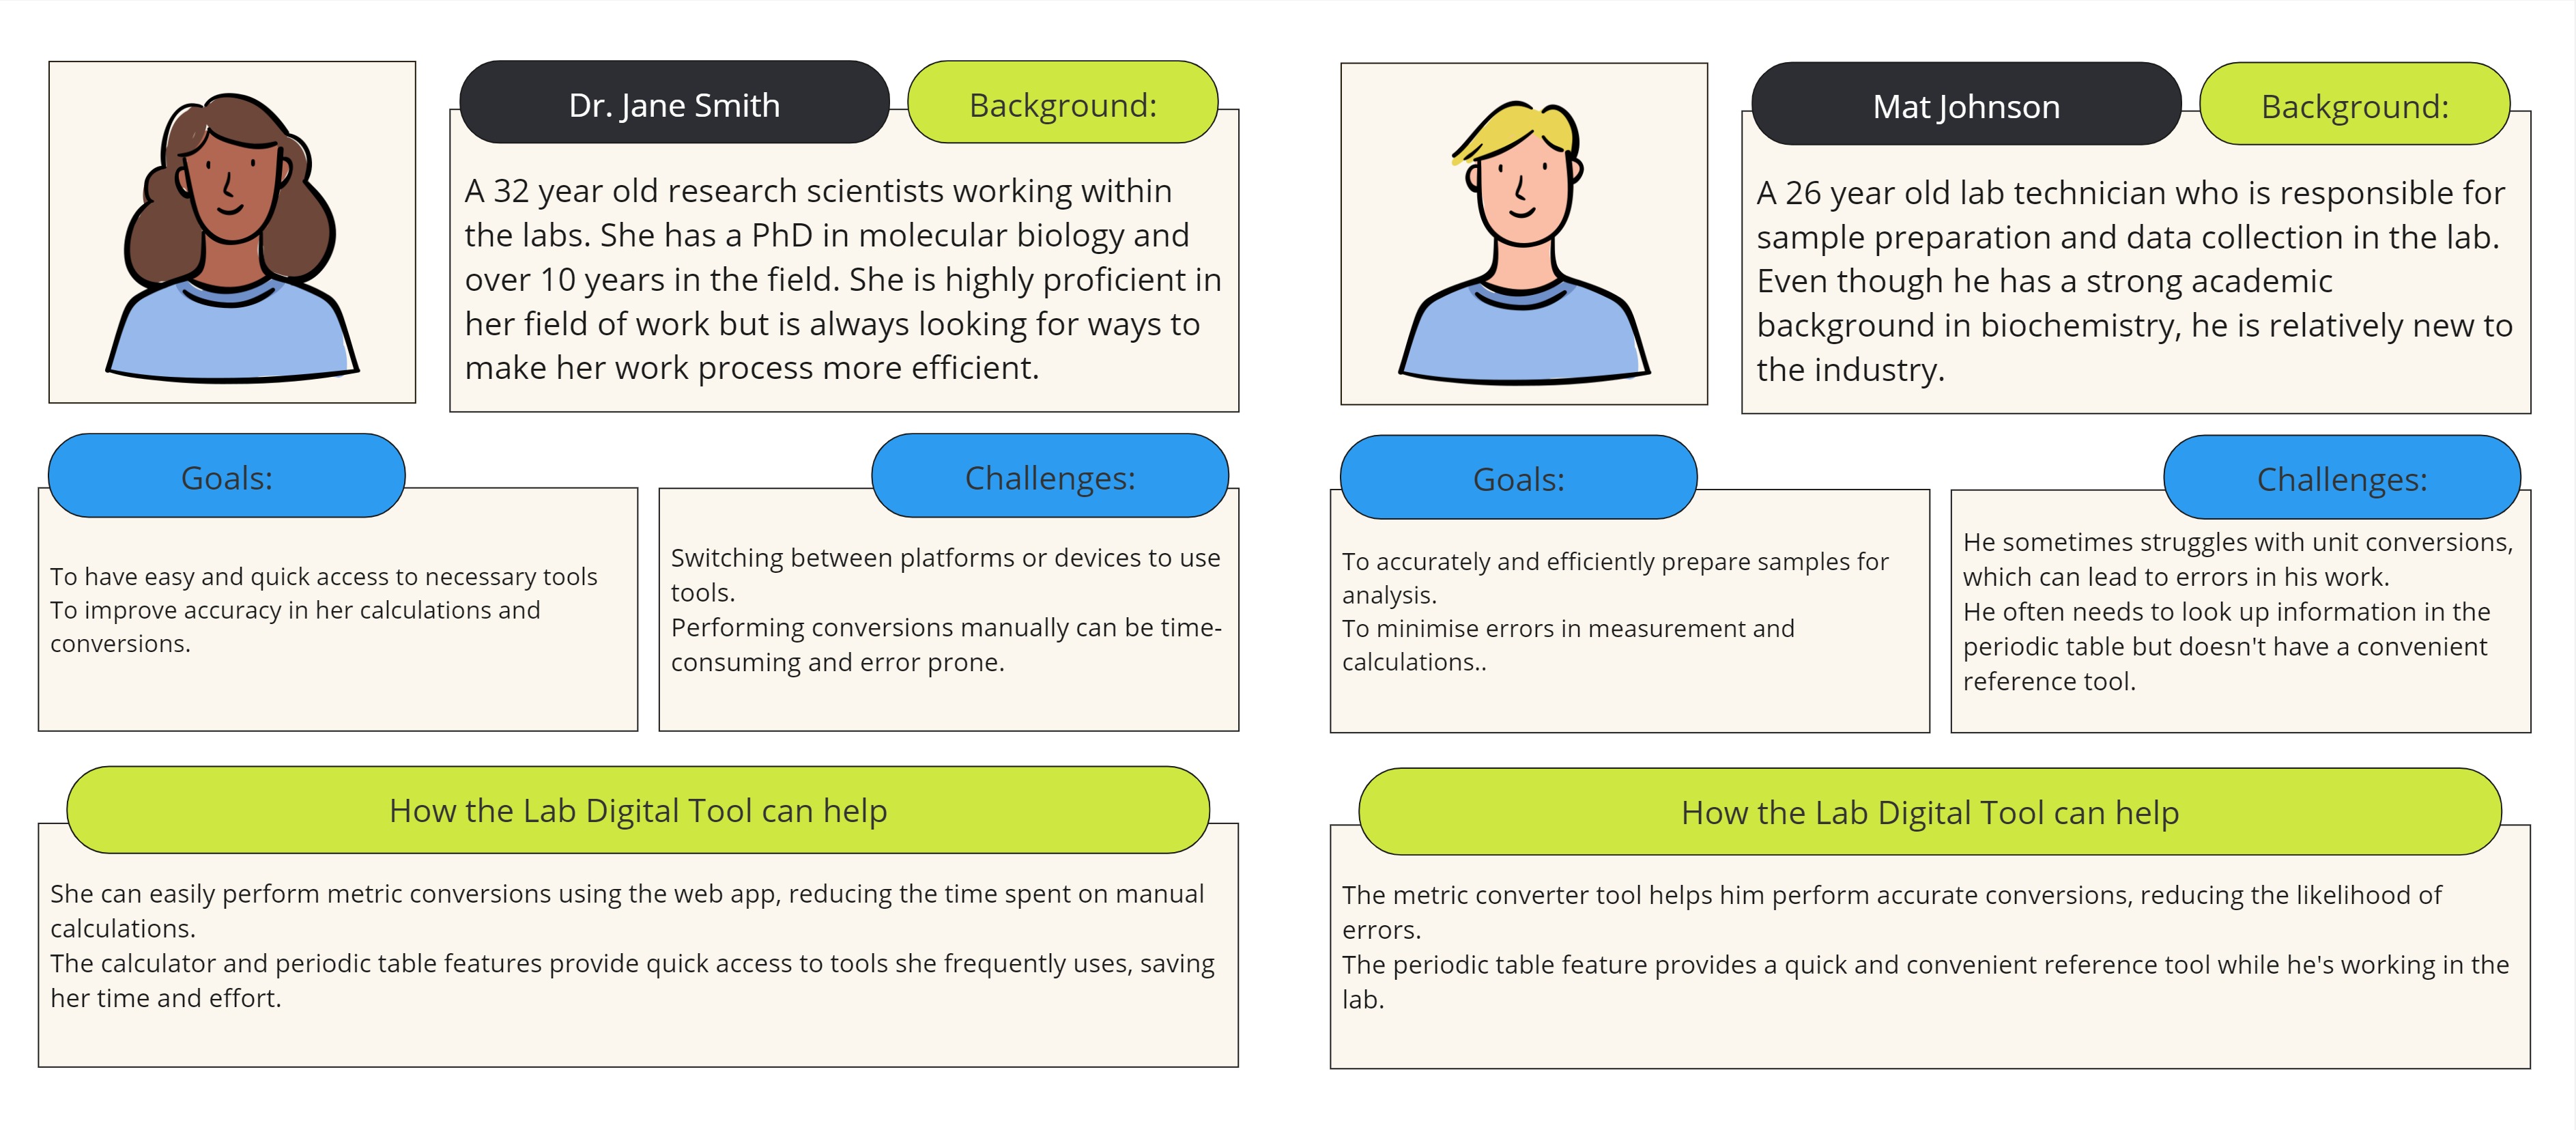 Dr. Jane Smith
Background:
A 32 year old research scientists working within
the labs. She has a PhD in molecular biology and
over 10 years in the field. She is highly proficient in
her field of work but is always looking for ways to
make her work process more efficient.
Goals:
To have easy and quick access to necessary tools
To improve accuracy in her calculations and
conversions.
Challenges:
Switching between platforms or devices to use
tools.
Performing conversions manually can be time-
consuming and error prone.
How the Lab Digital Tool can help
She can easily perform metric conversions using the web app, reducing the time spent on manual
calculations.
The calculator and periodic table features provide quick access to tools she frequently uses, saving
her time and effort.
Mat Johnson
Background:
A 26 year old lab technician who is responsible for
sample preparation and data collection in the lab.
Even though he has a strong academic
background in biochemistry, he is relatively new to
the industry.
Goals:
To accurately and efficiently prepare samples for
analysis.
To minimise errors in measurement and
calculations..
Challenges:
He sometimes struggles with unit conversions,
which can lead to errors in his work.
He often needs to look up information in the
periodic table but doesn't have a convenient
reference tool.
How the Lab Digital Tool can help
The metric converter tool helps him perform accurate conversions, reducing the likelihood of
errors.
The periodic table feature provides a quick and convenient reference tool while he's working in the
lab.